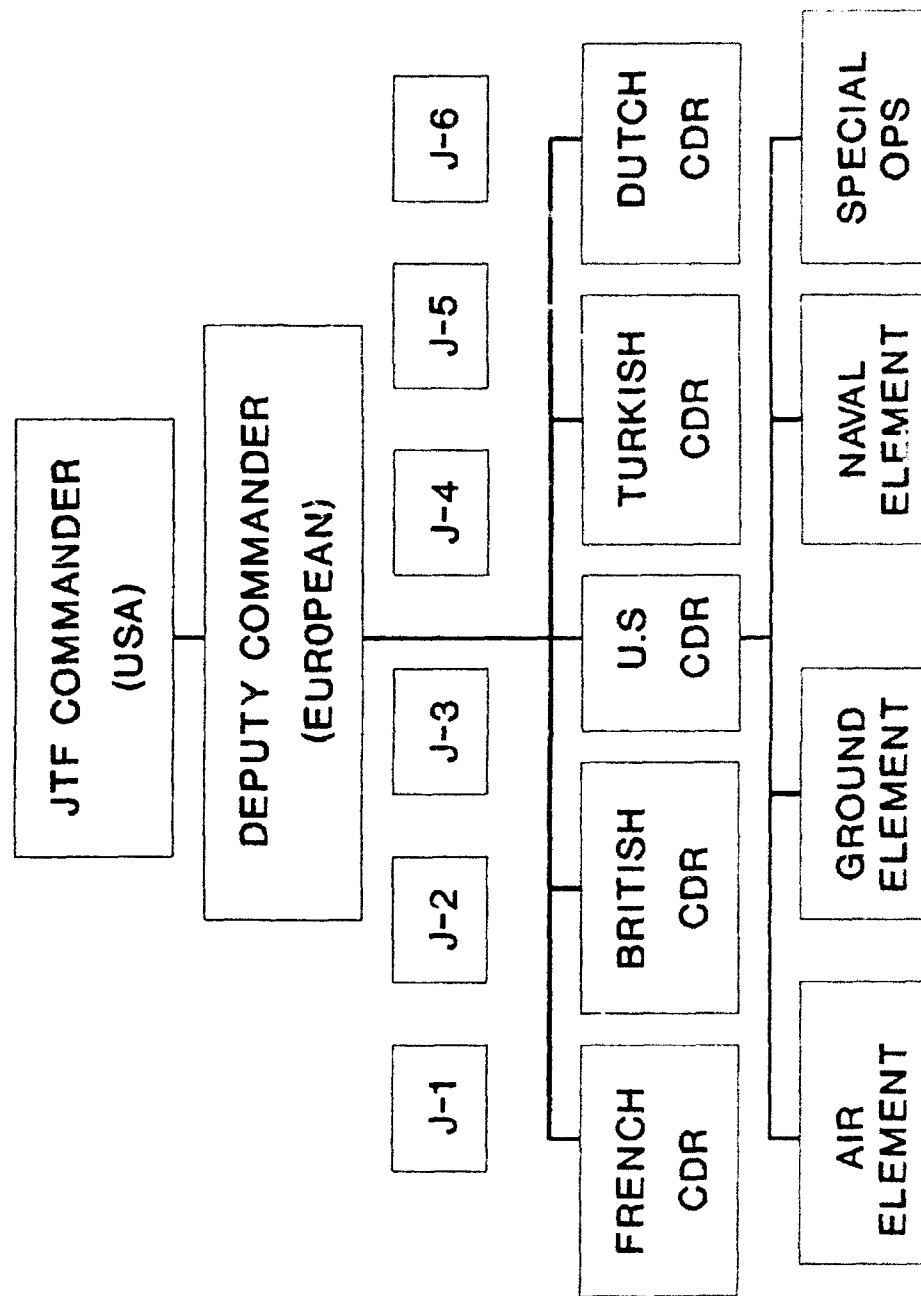 JTF COMMANDER
(USA)
DEPUTY COMMANDER
(EUROPEAN)
J-1
J-2
J-3
J-4
J-5
J-6
FRENCH
CDR
BRITISH
CDR
U.S
CDR
TURKISH
CDR
DUTCH
CDR
AIR
ELEMENT
GROUND
ELEMENT
NAVAL
ELEMENT
SPECIAL
OPS